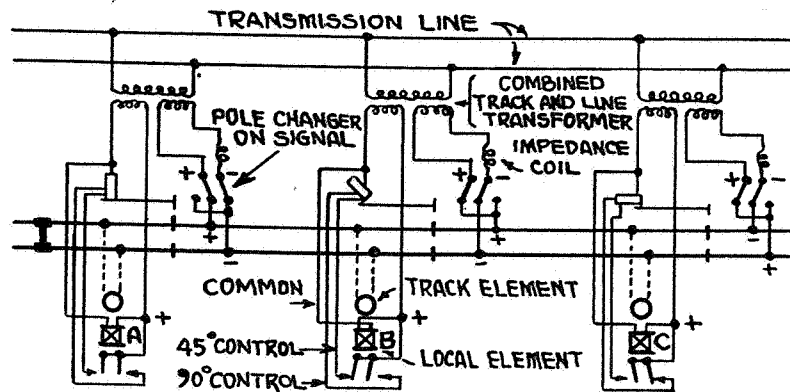 TRANSMISSION LINE
COMBINED
TRACK AND LINE
TRANSFORMER
POLE CHANGER
ON SIGNAL
IMPEDANCE
COIL
+ -
+ -
+ -
+
-
+
-
-
+
COMMON
TRACK ELEMENT
+
+
+
A
B
C
45° CONTROL
LOCAL ELEMENT
90° CONTROL